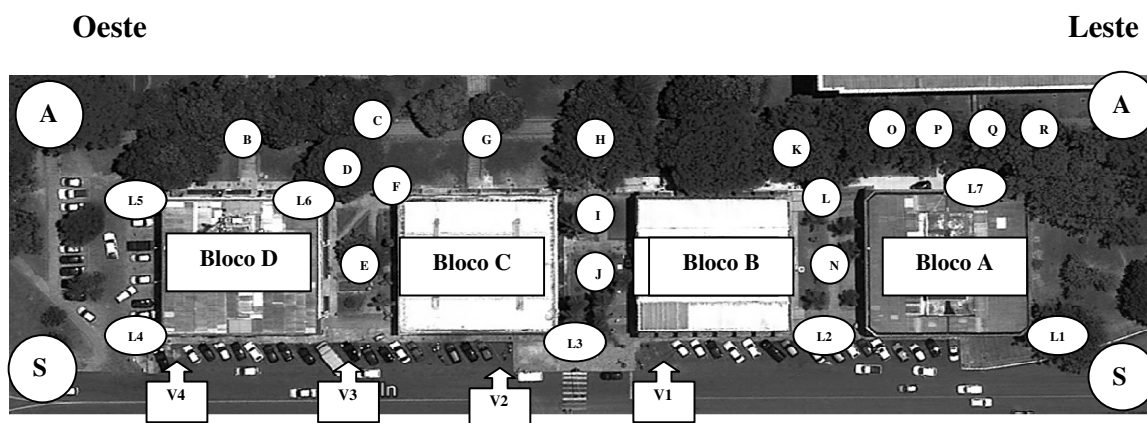 Oeste Leste
A A
C
B G H K O P Q R
D
F L L7
L5 L6
I
Bloco D Bloco C Bloco B Bloco A
E J N
L4 L3 L2 L1
S S
V4 V3 V2 V1